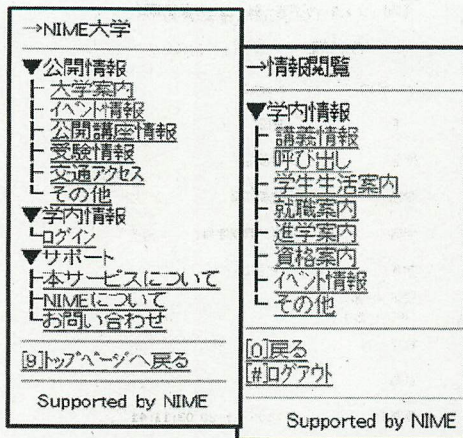 →NIME大学
▼公開情報
├大学案内
├ｲﾍﾞﾝﾄ情報
├公開講座情報
├受験情報
├交通ｱｸｾｽ
└その他
▼学内情報
└ﾛｸﾞｲﾝ
▼サポート
├本サービスについて
├NIMEについて
└お問い合わせ
[9]ﾄｯﾌﾟﾍﾟｰｼﾞへ戻る
Supported by NIME
→情報閲覧
▼学内情報
├講義情報
├呼び出し
├学生生活案内
├就職案内
├進学案内
├資格案内
├ｲﾍﾞﾝﾄ情報
└その他
[0]戻る
[#]ﾛｸﾞｱｳﾄ
Supported by NIME